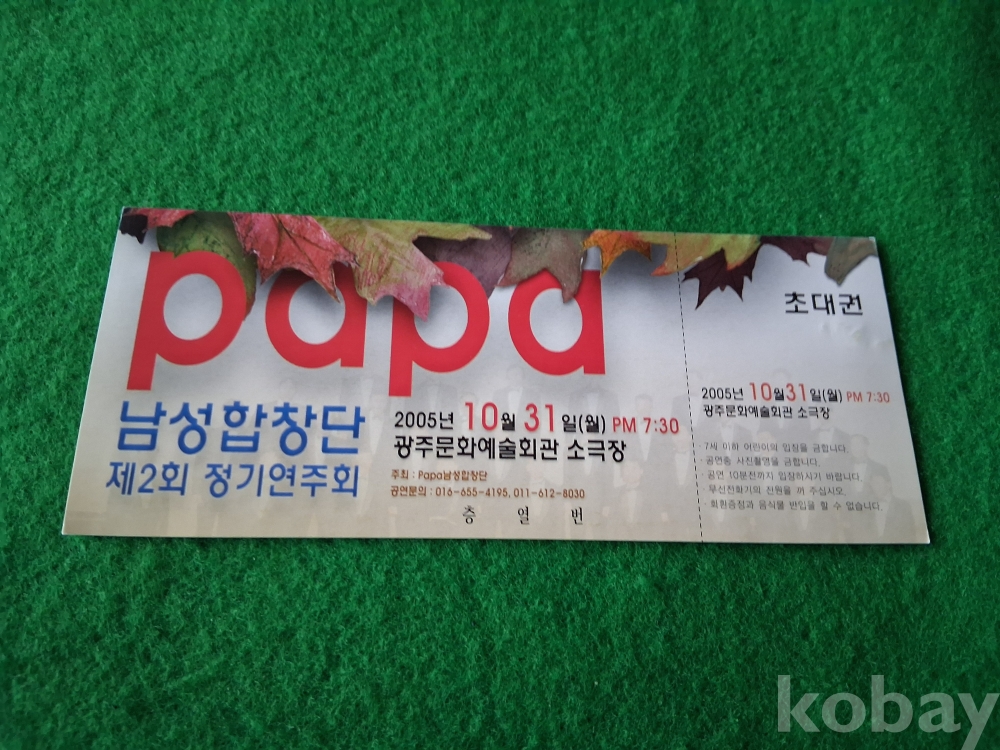 papa
남성합창단
제2회 정기연주회
2005년 10월 31일(월) PM 7:30
광주문화예술회관 소극장
주최 : Papa남성합창단
공연문의 : 016-655-4195, 011-612-8030
층 열 번
초대권
2005년 10월31일(월) PM 7:30
광주문화예술회관 소극장
· 7세 이하 어린이의 입장을 금합니다.
· 공연중 사진촬영을 금합니다.
· 공연 10분전까지 입장하시기 바랍니다.
· 무선전화기의 전원을 꺼 주십시오.
· 회환증정과 음식물 반입을 할 수 없습니다.
kobay